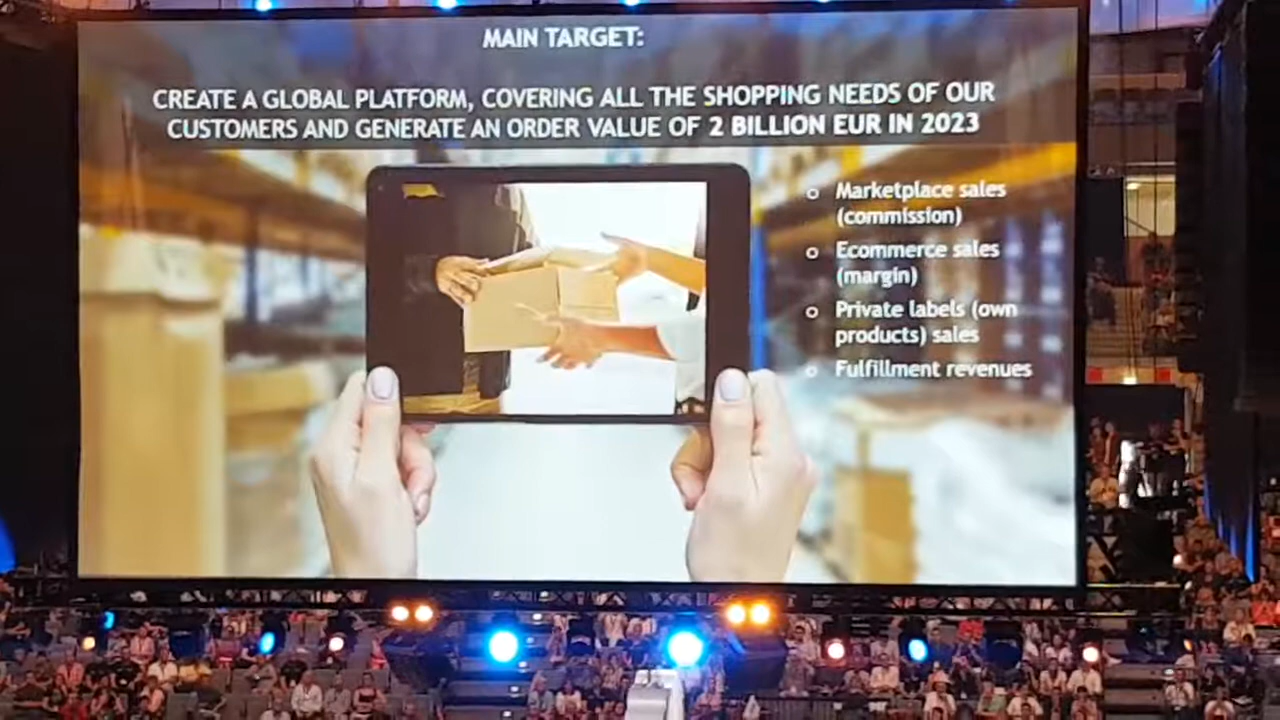 MAIN TARGET:
CREATE A GLOBAL PLATFORM, COVERING ALL THE SHOPPING NEEDS OF OUR
CUSTOMERS AND GENERATE AN ORDER VALUE OF 2 BILLION EUR IN 2023
o Marketplace sales
(commission)
o Ecommerce sales
(margin)
o Private labels (own
products) sales
o Fulfillment revenues